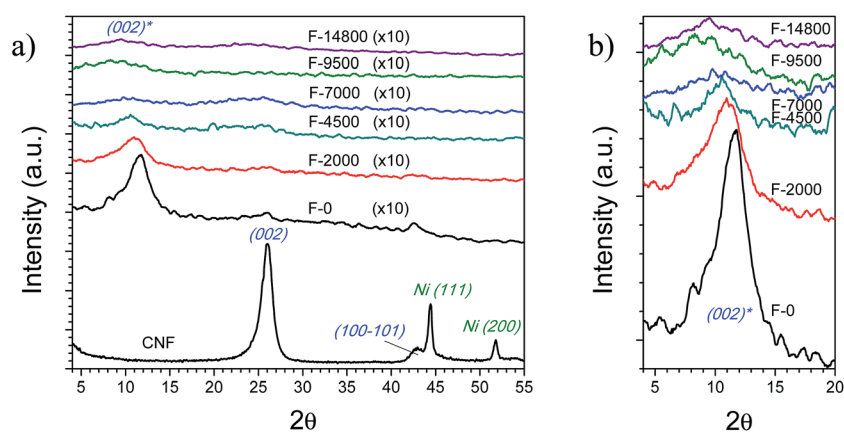 a)
(002)*
F-14800 (x10)
F-9500 (x10)
F-7000 (x10)
F-4500 (x10)
F-2000 (x10)
F-0 (x10)
(002)
Ni (111)
(100-101)
Ni (200)
CNF
Intensity (a.u.)
5 10 15 20 25 30 35 40 45 50 55
2θ
b)
F-14800
F-9500
F-7000
F-4500
F-2000
(002)*
F-0
Intensity (a.u.)
5 10 15 20
2θ